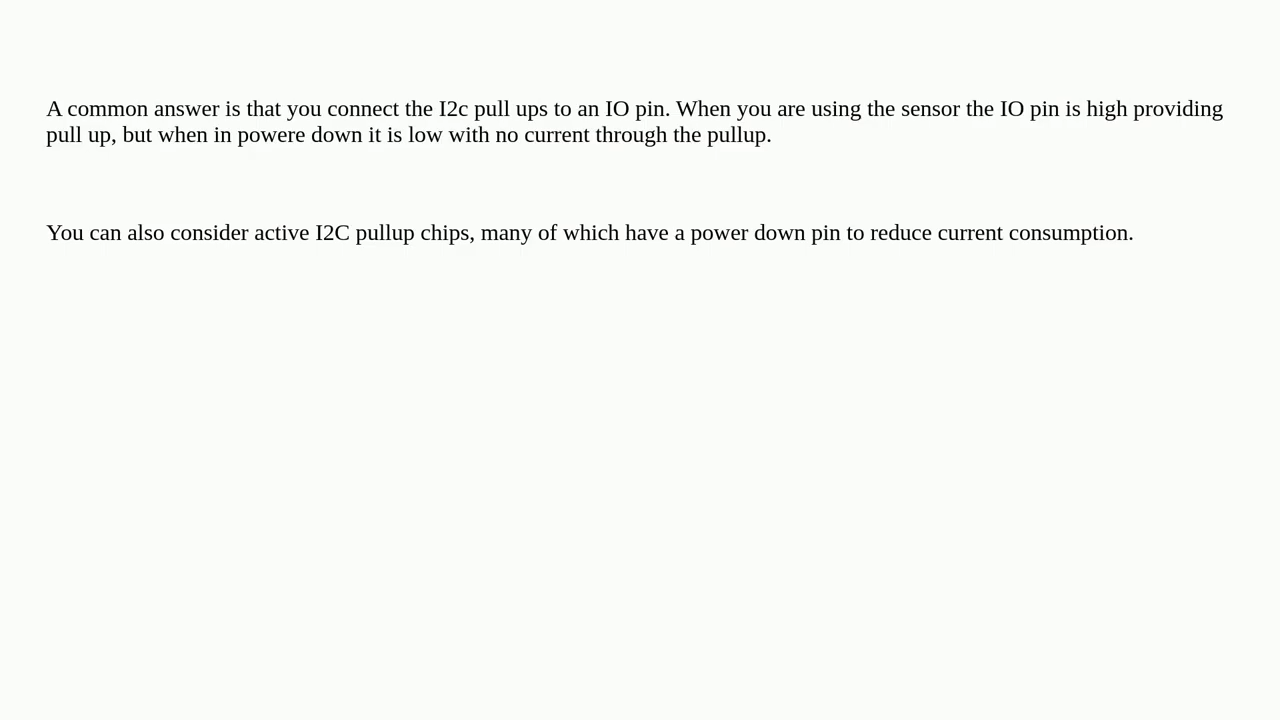 A common answer is that you connect the I2c pull ups to an IO pin. When you are using the sensor the IO pin is high providing
pull up, but when in powere down it is low with no current through the pullup.
You can also consider active I2C pullup chips, many of which have a power down pin to reduce current consumption.